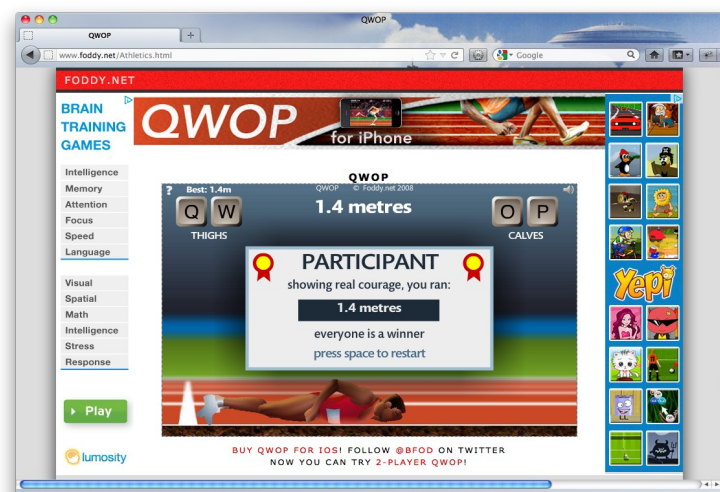 QWOP
QWOP
www.foddy.net/Athletics.html
Google
FODDY.NET
BRAIN
TRAINING
GAMES
QWOP
for iPhone
Intelligence
Memory
Attention
Focus
Speed
Language
Visual
Spatial
Math
Intelligence
Stress
Response
Play
lumosity
QWOP
? Best: 1.4m
QWOP © Foddy.net 2008
Q W
1.4 metres
O P
THIGHS
CALVES
PARTICIPANT
showing real courage, you ran:
1.4 metres
everyone is a winner
press space to restart
BUY QWOP FOR IOS! FOLLOW @BFOD ON TWITTER
NOW YOU CAN TRY 2-PLAYER QWOP!
Yepi